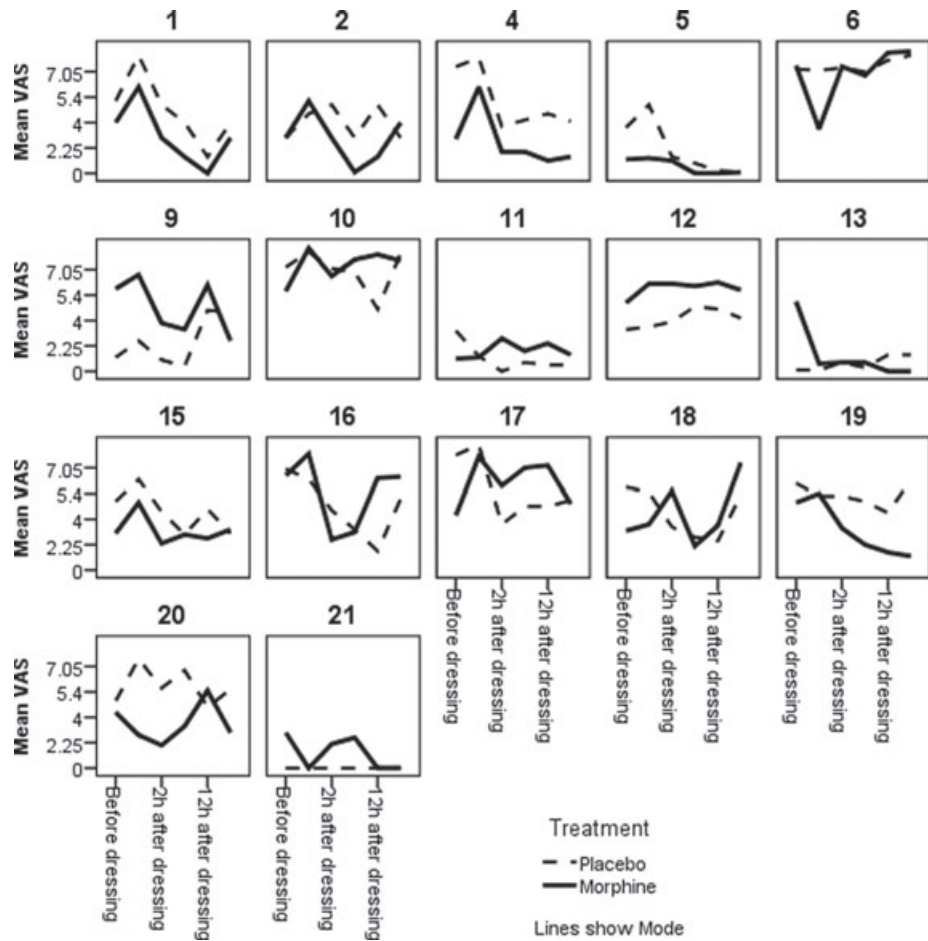 1 2 4 5 6
Mean VAS
7.05
5.4
4
2.25
0
9 10 11 12 13
Mean VAS
7.05
5.4
4
2.25
0
15 16 17 18 19
Mean VAS
7.05
5.4
4
2.25
0
Before dressing
2h after dressing
12h after dressing
Before dressing
2h after dressing
12h after dressing
Before dressing
2h after dressing
12h after dressing
20 21
Mean VAS
7.05
5.4
4
2.25
0
Before dressing
2h after dressing
12h after dressing
Before dressing
2h after dressing
12h after dressing
Treatment
Placebo
Morphine
Lines show Mode